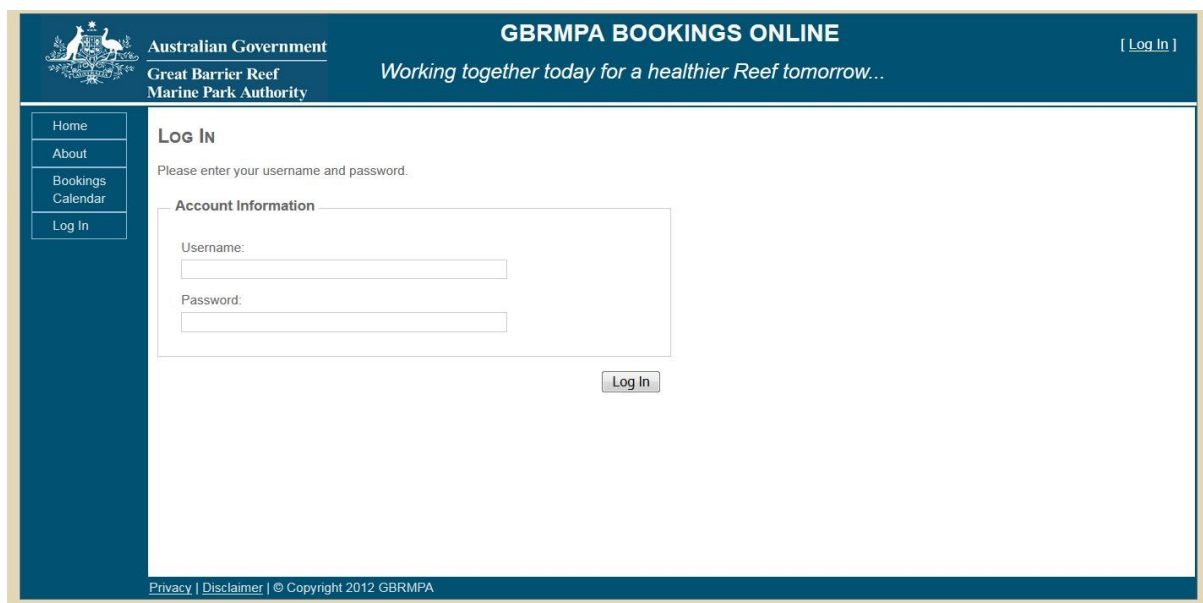 Australian Government
Great Barrier Reef
Marine Park Authority
GBRMPA BOOKINGS ONLINE
Working together today for a healthier Reef tomorrow...
[ Log In ]
Home
About
Bookings
Calendar
Log In
LOG IN
Please enter your username and password.
Account Information
Username:
Password:
Log In
Privacy | Disclaimer | © Copyright 2012 GBRMPA